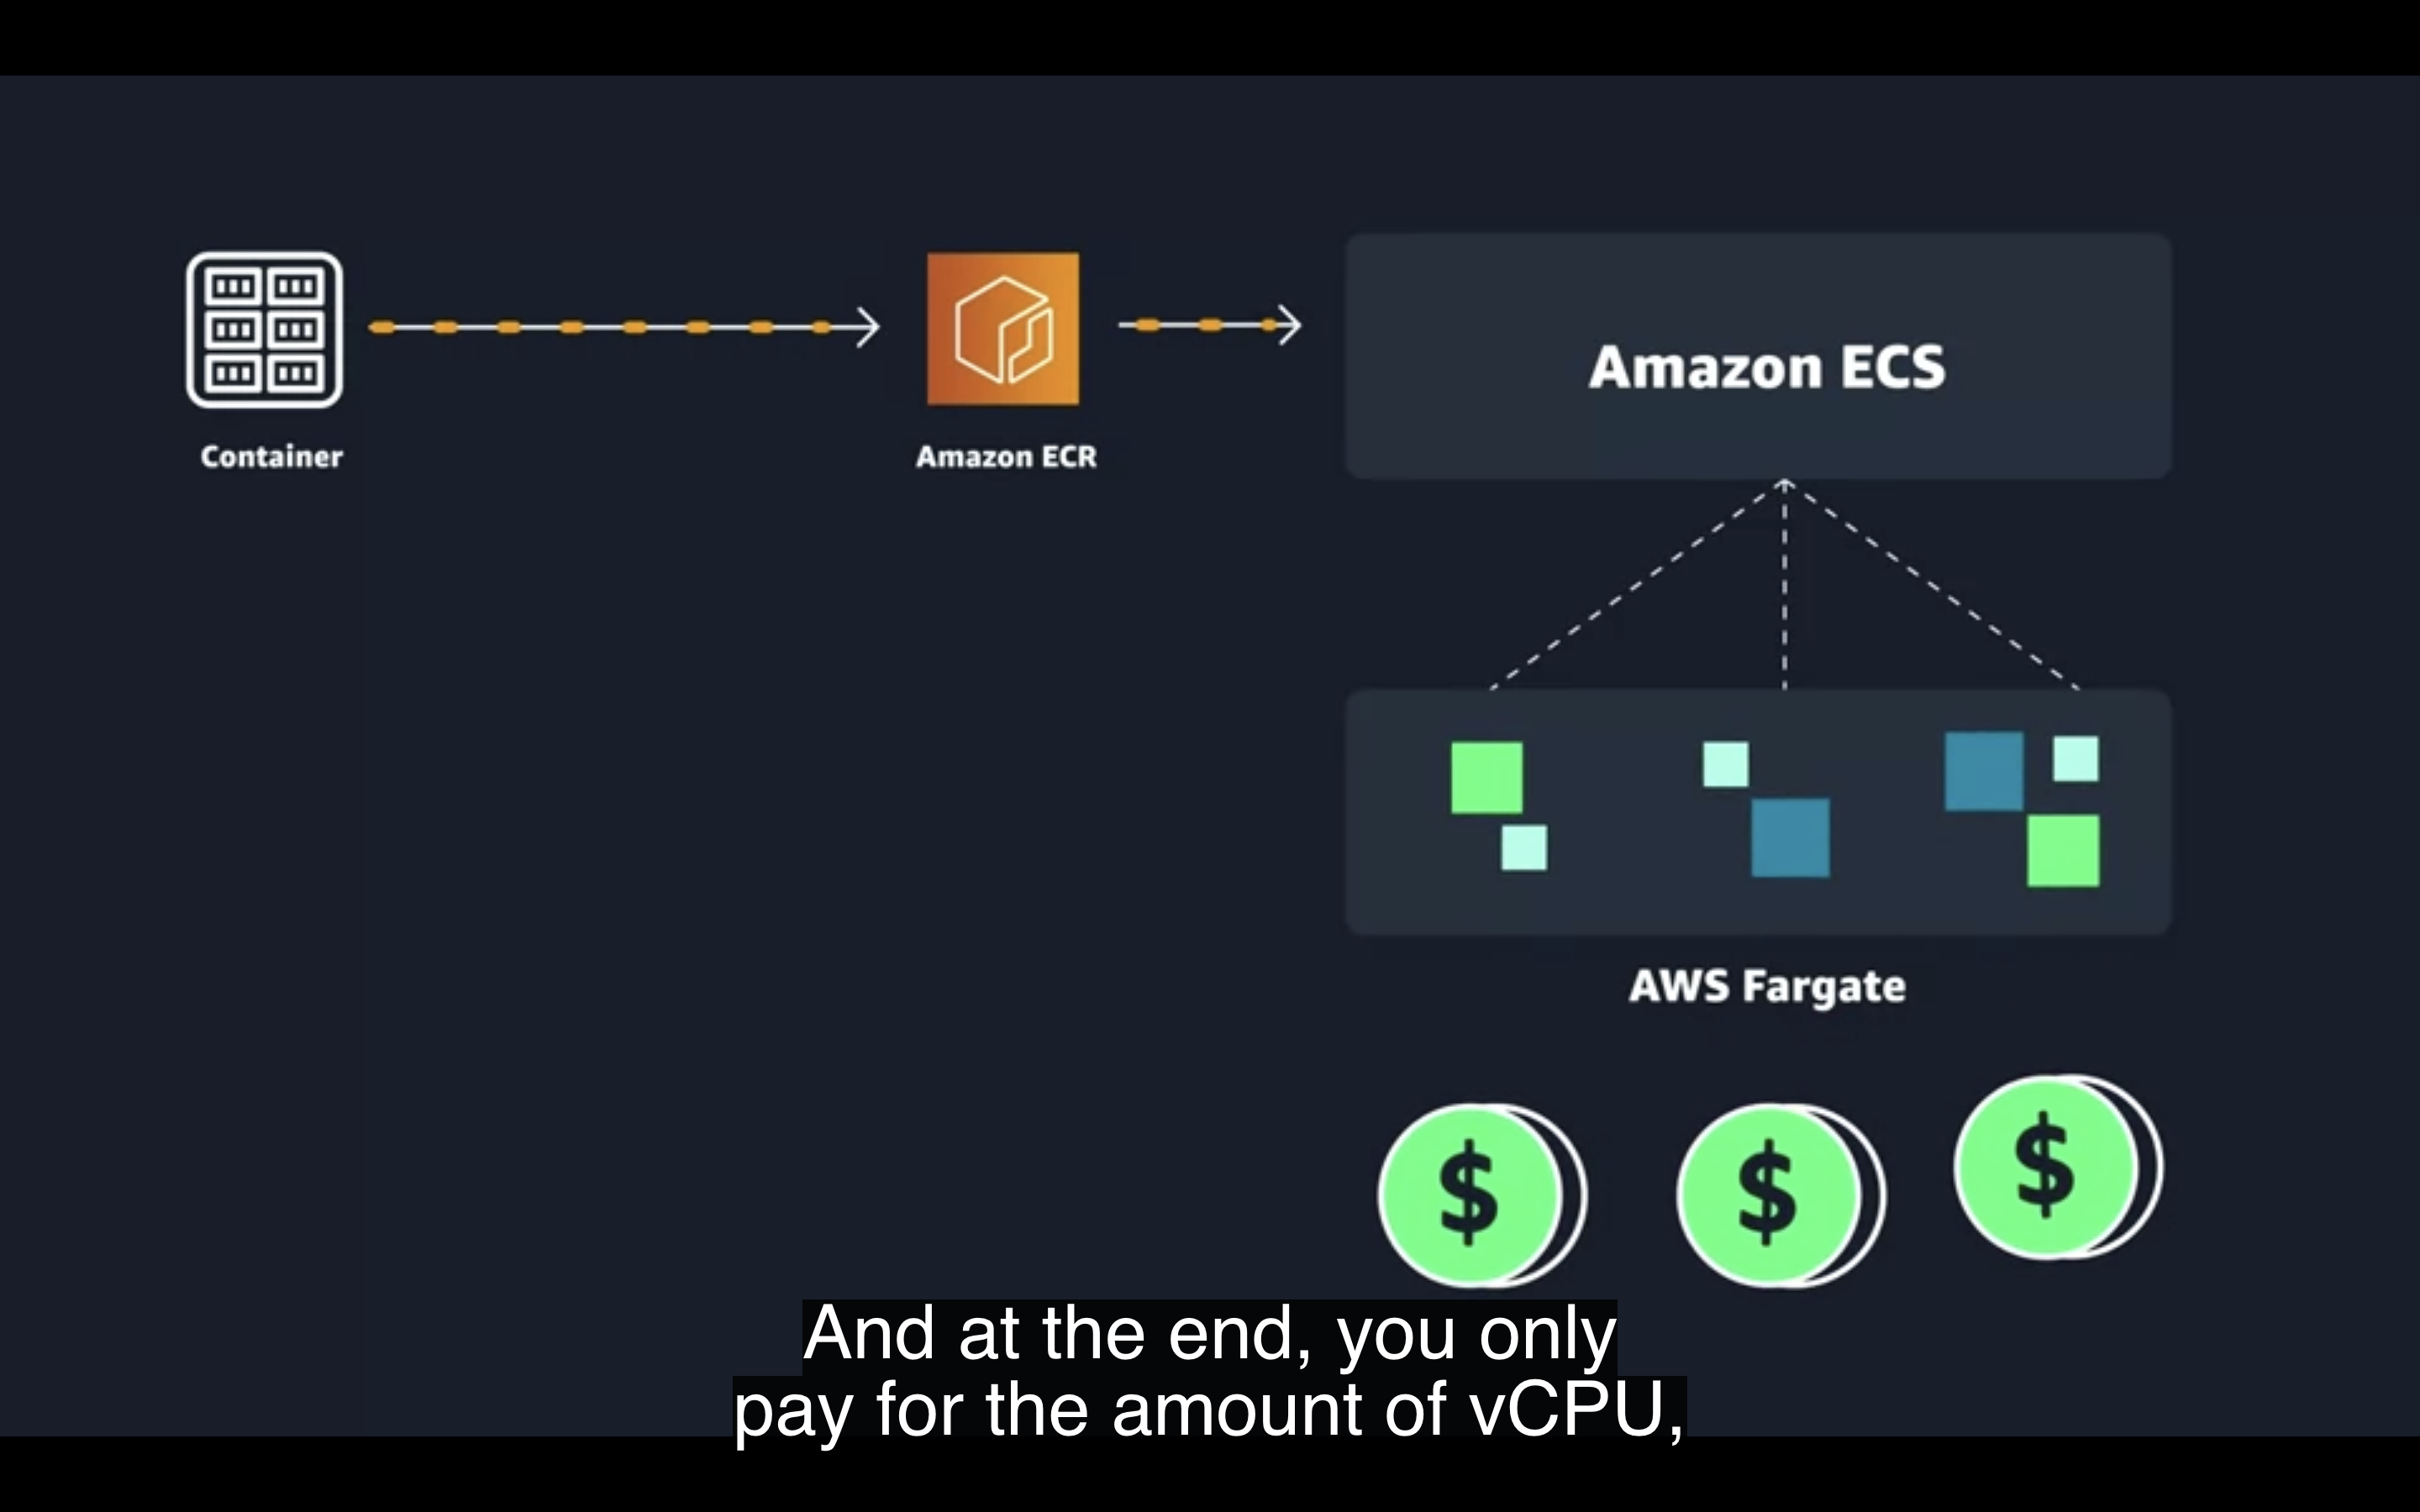 Container
Amazon ECR
Amazon ECS
AWS Fargate
$
$
$
And at the end, you only
pay for the amount of vCPU,